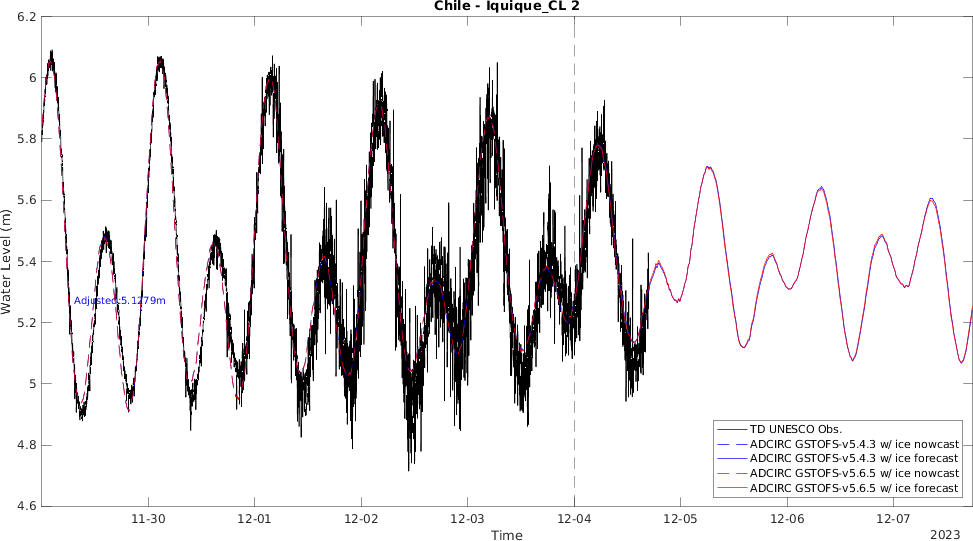 Chile - Iquique_CL 2
Water Level (m)
6.2
6
5.8
5.6
5.4
5.2
5
4.8
4.6
Adjusted:5.1279m
TD UNESCO Obs.
ADCIRC GSTOFS-v5.4.3 w/ ice nowcast
ADCIRC GSTOFS-v5.4.3 w/ ice forecast
ADCIRC GSTOFS-v5.6.5 w/ ice nowcast
ADCIRC GSTOFS-v5.6.5 w/ ice forecast
11-30 12-01 12-02 12-03 12-04 12-05 12-06 12-07
Time
2023